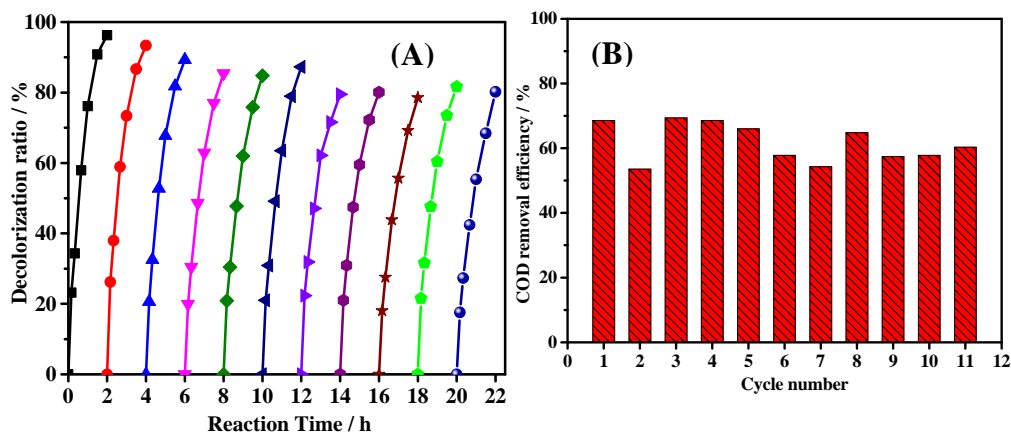 (A)
Decolorization ratio / %
100
80
60
40
20
0
0 2 4 6 8 10 12 14 16 18 20 22
Reaction Time / h
(B)
COD removal efficiency / %
100
80
60
40
20
0
0 1 2 3 4 5 6 7 8 9 10 11 12
Cycle number